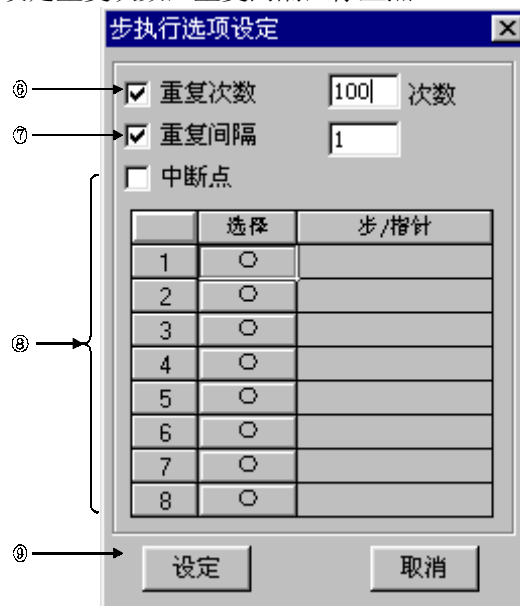 步执行选项设定
⑥ 重复次数 100 次数
⑦ 重复间隔 1
中断点
选择 步/指针
1 ○
2 ○
3 ○
⑧
4 ○
5 ○
6 ○
7 ○
8 ○
⑨ 设定 取消